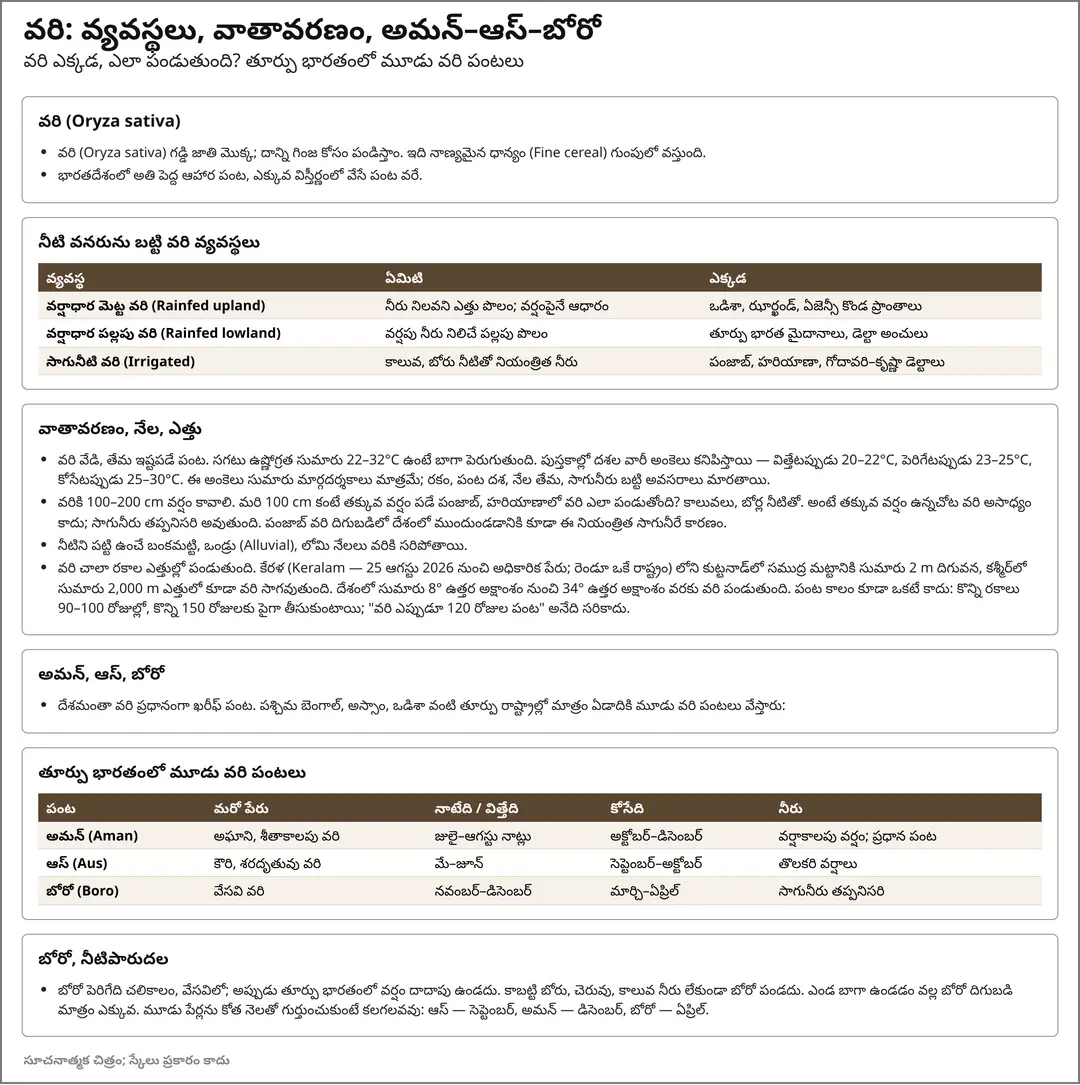 వరి: వ్యవస్థలు, వాతావరణం, అమన్–ఆస్–బోరో
వరి ఎక్కడ, ఎలా పండుతుంది? తూర్పు భారతంలో మూడు వరి పంటలు
వరి (Oryza sativa)
• వరి (Oryza sativa) గడ్డి జాతి మొక్క; దాన్ని గింజ కోసం పండిస్తాం. ఇది నాణ్యమైన ధాన్యం (Fine cereal) గుంపులో వస్తుంది.
• భారతదేశంలో అతి పెద్ద ఆహార పంట, ఎక్కువ విస్తీర్ణంలో వేసే పంట వరే.
నీటి వనరును బట్టి వరి వ్యవస్థలు
వ్యవస్థ ఏమిటి ఎక్కడ
వర్షాధార మెట్ట వరి (Rainfed upland) నీరు నిలవని ఎత్తు పొలం; వర్షంపైనే ఆధారం ఒడిశా, ఝార్ఖండ్, ఏజెన్సీ కొండ ప్రాంతాలు
వర్షాధార పల్లపు వరి (Rainfed lowland) వర్షపు నీరు నిలిచే పల్లపు పొలం తూర్పు భారత మైదానాలు, డెల్టా అంచులు
సాగునీటి వరి (Irrigated) కాలువ, బోరు నీటితో నియంత్రిత నీరు పంజాబ్, హరియాణా, గోదావరి–కృష్ణా డెల్టాలు
వాతావరణం, నేల, ఎత్తు
• వరి వేడి, తేమ ఇష్టపడే పంట. సగటు ఉష్ణోగ్రత సుమారు 22–32°C ఉంటే బాగా పెరుగుతుంది. పుస్తకాల్లో దశల వారీ అంకెలు కనిపిస్తాయి — విత్తేటప్పుడు 20–22°C, పెరిగేటప్పుడు 23–25°C,
కోసేటప్పుడు 25–30°C. ఈ అంకెలు సుమారు మార్గదర్శకాలు మాత్రమే; రకం, పంట దశ, నేల తేమ, సాగునీరు బట్టి అవసరాలు మారతాయి.
• వరికి 100–200 cm వర్షం కావాలి. మరి 100 cm కంటే తక్కువ వర్షం పడే పంజాబ్, హరియాణాలో వరి ఎలా పండుతోంది? కాలువలు, బోర్ల నీటితో. అంటే తక్కువ వర్షం ఉన్నచోట వరి అసాధ్యం
కాదు; సాగునీరు తప్పనిసరి అవుతుంది. పంజాబ్ వరి దిగుబడిలో దేశంలో ముందుండడానికి కూడా ఈ నియంత్రిత సాగునీరే కారణం.
• నీటిని పట్టి ఉంచే బంకమట్టి, ఒండ్రు (Alluvial), లోమి నేలలు వరికి సరిపోతాయి.
• వరి చాలా రకాల ఎత్తుల్లో పండుతుంది. కేరళ (Keralam — 25 ఆగస్టు 2026 నుంచి అధికారిక పేరు; రెండూ ఒకే రాష్ట్రం) లోని కుట్టనాడ్‌లో సముద్ర మట్టానికి సుమారు 2 m దిగువన, కశ్మీర్‌లో
సుమారు 2,000 m ఎత్తులో కూడా వరి సాగవుతుంది. దేశంలో సుమారు 8° ఉత్తర అక్షాంశం నుంచి 34° ఉత్తర అక్షాంశం వరకు వరి పండుతుంది. పంట కాలం కూడా ఒకటే కాదు: కొన్ని రకాలు
90–100 రోజుల్లో, కొన్ని 150 రోజులకు పైగా తీసుకుంటాయి; "వరి ఎప్పుడూ 120 రోజుల పంట" అనేది సరికాదు.
అమన్, ఆస్, బోరో
• దేశమంతా వరి ప్రధానంగా ఖరీఫ్ పంట. పశ్చిమ బెంగాల్, అస్సాం, ఒడిశా వంటి తూర్పు రాష్ట్రాల్లో మాత్రం ఏడాదికి మూడు వరి పంటలు వేస్తారు:
తూర్పు భారతంలో మూడు వరి పంటలు
పంట మరో పేరు నాటేది / విత్తేది కోసేది నీరు
అమన్ (Aman) అఘాని, శీతాకాలపు వరి జులై–ఆగస్టు నాట్లు అక్టోబర్–డిసెంబర్ వర్షాకాలపు వర్షం; ప్రధాన పంట
ఆస్ (Aus) కౌరి, శరదృతువు వరి మే–జూన్ సెప్టెంబర్–అక్టోబర్ తొలకరి వర్షాలు
బోరో (Boro) వేసవి వరి నవంబర్–డిసెంబర్ మార్చి–ఏప్రిల్ సాగునీరు తప్పనిసరి
బోరో, నీటిపారుదల
• బోరో పెరిగేది చలికాలం, వేసవిలో; అప్పుడు తూర్పు భారతంలో వర్షం దాదాపు ఉండదు. కాబట్టి బోరు, చెరువు, కాలువ నీరు లేకుండా బోరో పండదు. ఎండ బాగా ఉండడం వల్ల బోరో దిగుబడి
మాత్రం ఎక్కువ. మూడు పేర్లను కోత నెలతో గుర్తుంచుకుంటే కలగలవవు: ఆస్ — సెప్టెంబర్, అమన్ — డిసెంబర్, బోరో — ఏప్రిల్.
సూచనాత్మక చిత్రం; స్కేలు ప్రకారం కాదు